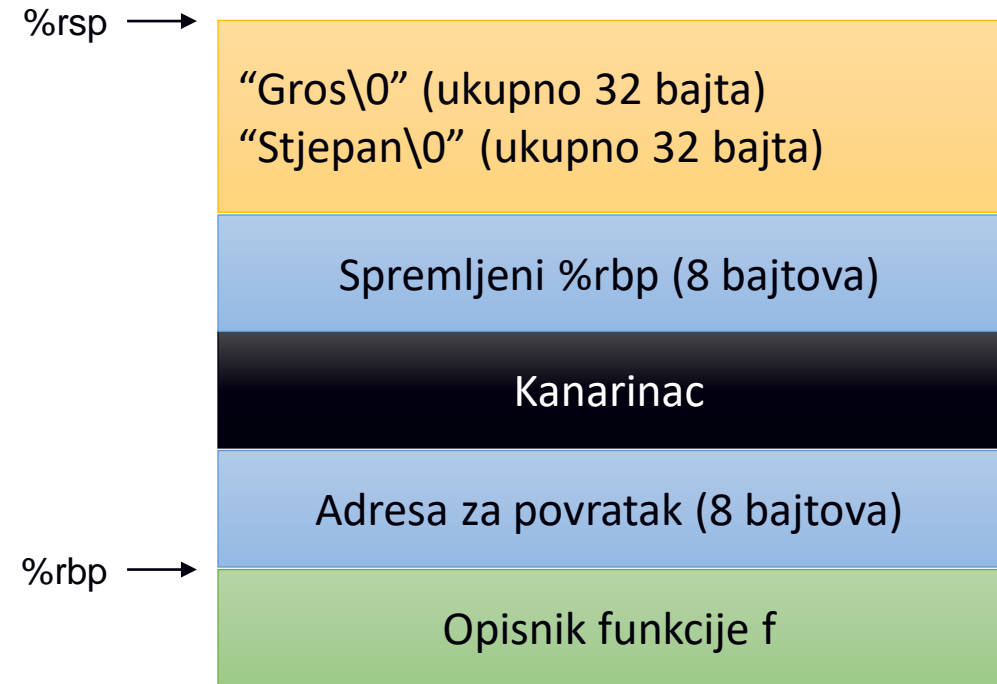 %rsp
“Gros\0” (ukupno 32 bajta)
“Stjepan\0” (ukupno 32 bajta)
Spremljeni %rbp (8 bajtova)
Kanarinac
Adresa za povratak (8 bajtova)
%rbp
Opisnik funkcije f